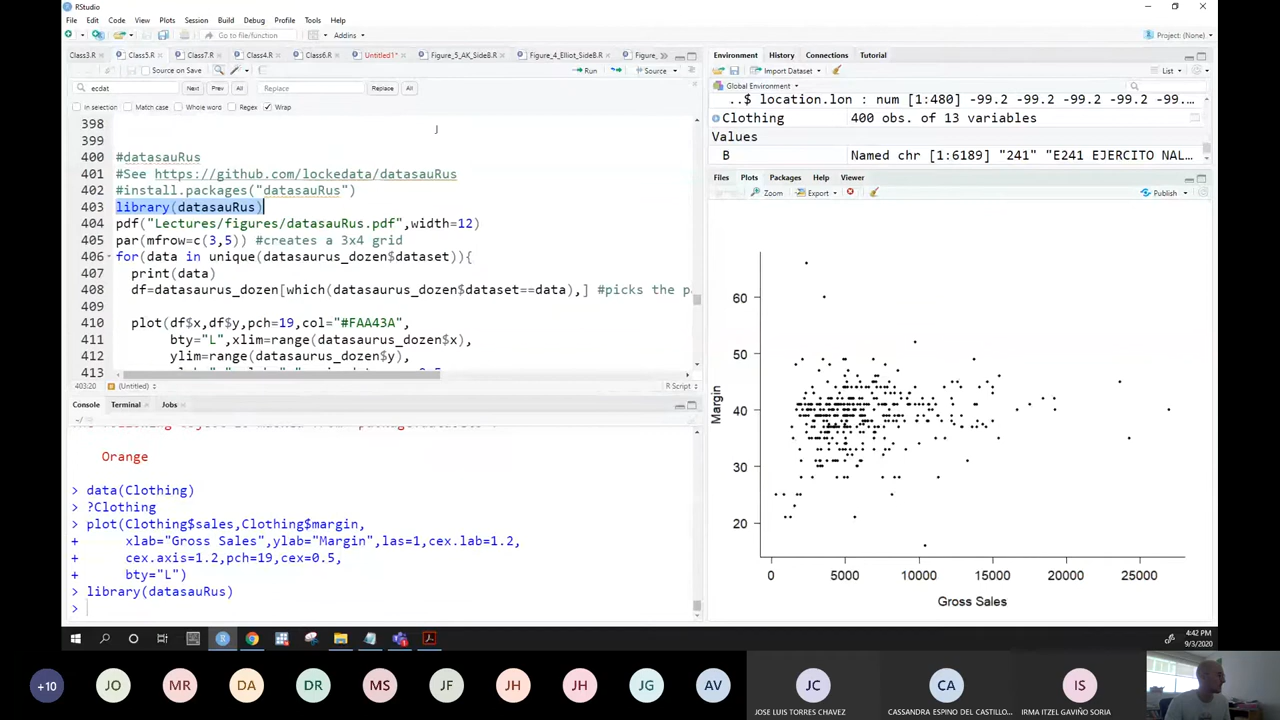 RStudio
File Edit Code View Plots Session Build Debug Profile Tools Help
Go to file/function Addins Project: (None)
Class3.R Class5.R Class7.R Class4.R Class6.R Untitled1* Figure_5_AK_SideB.R Figure_4_Elliot_SideB.R Figure_
Source on Save Run Source
ecdat Next Prev All Replace Replace All
In selection Match case Whole word Regex Wrap
398
399
400 #datasauRus
401 #See https://github.com/lockedata/datasauRus
402 #install.packages("datasauRus")
403 library(datasauRus)
404 pdf("Lectures/figures/datasauRus.pdf",width=12)
405 par(mfrow=c(3,5)) #creates a 3x4 grid
406 for(data in unique(datasaurus_dozen$dataset)){
407 print(data)
408 df=datasaurus_dozen[which(datasaurus_dozen$dataset==data),] #picks the p
409
410 plot(df$x,df$y,pch=19,col="#FAA43A",
411 bty="L",xlim=range(datasaurus_dozen$x),
412 ylim=range(datasaurus_dozen$y),
413
403:20 (Untitled) R Script
Console Terminal Jobs
~/
Orange
> data(Clothing)
> ?Clothing
> plot(Clothing$sales,Clothing$margin,
+ xlab="Gross Sales",ylab="Margin",las=1,cex.lab=1.2,
+ cex.axis=1.2,pch=19,cex=0.5,
+ bty="L")
> library(datasauRus)
>
Environment History Connections Tutorial
Import Dataset List
Global Environment
..$ location.lon : num [1:480] -99.2 -99.2 -99.2 -99.2 -99....
Clothing 400 obs. of 13 variables
Values
B Named chr [1:6189] "241" "E241 EJERCITO NAL...
Files Plots Packages Help Viewer
Zoom Export Publish
60
50
40
30
20
Margin
0 5000 10000 15000 20000 25000
Gross Sales
4:42 PM
9/3/2020
+10 JO MR DA DR MS JF JH JH JG AV JC CA IS
JOSE LUIS TORRES CHAVEZ CASSANDRA ESPINO DEL CASTILLO... IRMA ITZEL GAVIÑO SORIA